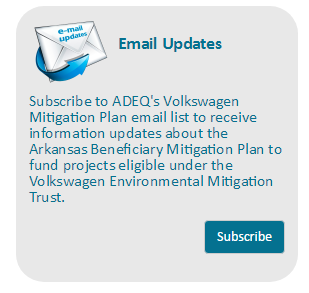 e-mail
updates
Email Updates
Subscribe to ADEQ's Volkswagen
Mitigation Plan email list to receive
information updates about the
Arkansas Beneficiary Mitigation Plan to
fund projects eligible under the
Volkswagen Environmental Mitigation
Trust.
Subscribe